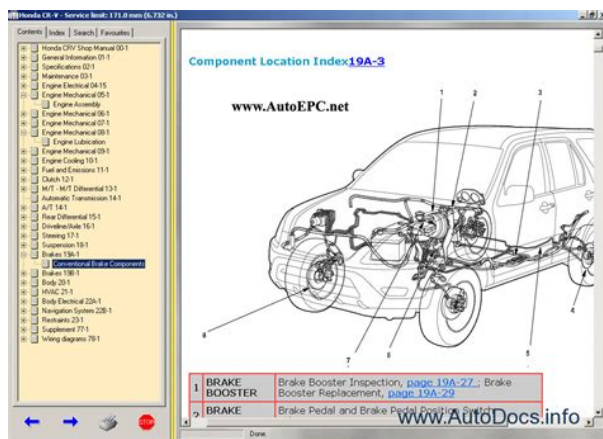 Honda CR-V - Service limit: 171.0 mm (6.732 in.)
Contents Index Search Favourites
Honda CRV Shop Manual 00-1
General Information 01-1
Specifications 02-1
Maintenance 03-1
Engine Electrical 04-15
Engine Mechanical 05-1
Engine Assembly
Engine Mechanical 06-1
Engine Mechanical 07-1
Engine Mechanical 08-1
Engine Lubrication
Engine Mechanical 09-1
Engine Cooling 10-1
Fuel and Emissions 11-1
Clutch 12-1
M/T - M/T Differential 13-1
Automatic Transmission 14-1
A/T 14-1
Rear Differential 15-1
Driveline/Axle 16-1
Steering 17-1
Suspension 18-1
Brakes 19A-1
Conventional Brake Components
Brakes 19B-1
Body 20-1
HVAC 21-1
Body Electrical 22A-1
Navigation System 22B-1
Restraints 23-1
Supplement 77-1
Wiring diagrams 78-1
STOP
Component Location Index19A-3
www.AutoEPC.net
1 2 3
4
5
6
7
8
1 BRAKE BOOSTER Brake Booster Inspection, page 19A-27 ; Brake
Booster Replacement, page 19A-29
2 BRAKE Brake Pedal and Brake Pedal Position Switch
www.AutoDocs.info
Done